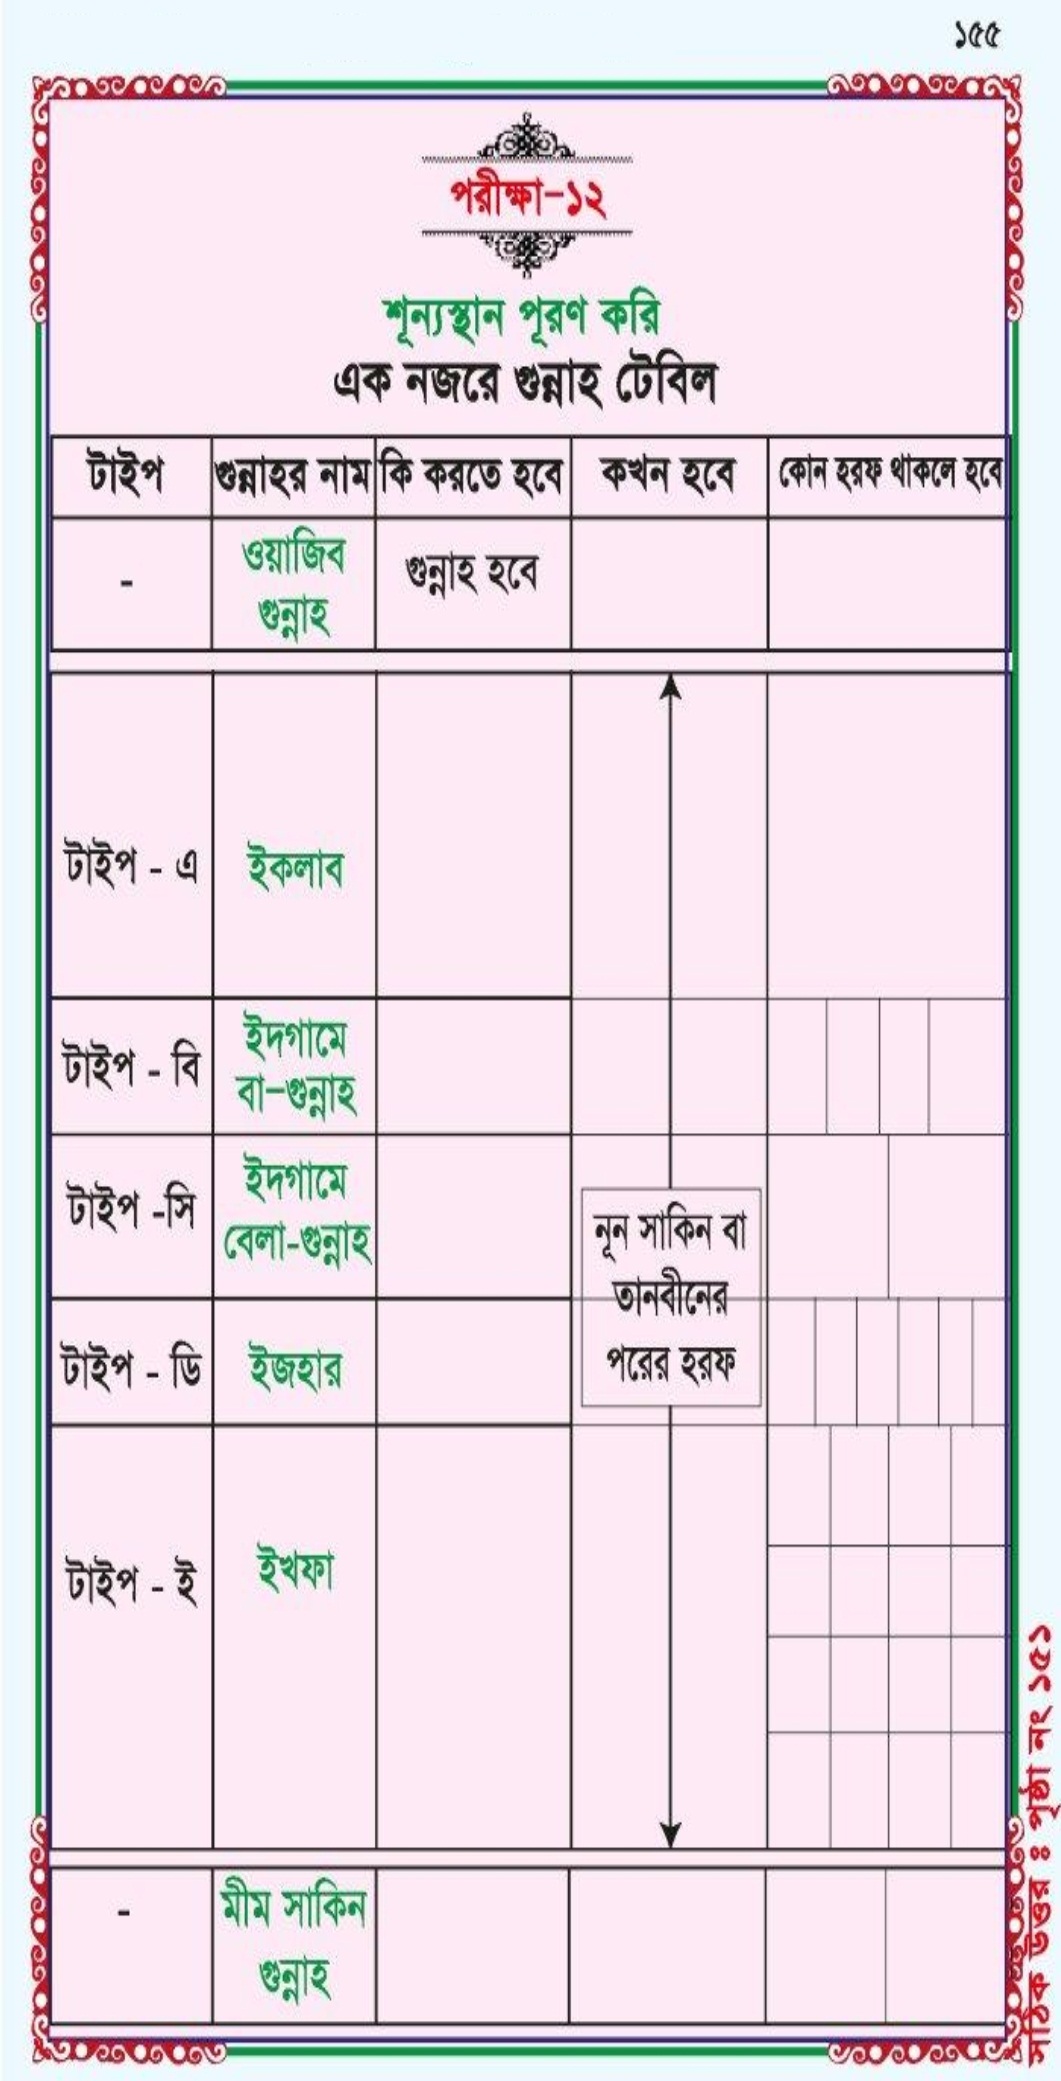 ১৫৫
পরীক্ষা-১২
শূন্যস্থান পূরণ করি
এক নজরে গুন্নাহ টেবিল
টাইপ গুন্নাহর নাম কি করতে হবে কখন হবে কোন হরফ থাকলে হবে
- ওয়াজিব গুন্নাহ গুন্নাহ হবে
টাইপ - এ ইকলাব
টাইপ - বি ইদগামে বা-গুন্নাহ
টাইপ -সি ইদগামে বেলা-গুন্নাহ
নূন সাকিন বা
তানবীনের
পরের হরফ
টাইপ - ডি ইজহার
টাইপ - ই ইখফা
- মীম সাকিন গুন্নাহ
সঠিক উত্তর : পৃষ্ঠা নং ১৫১